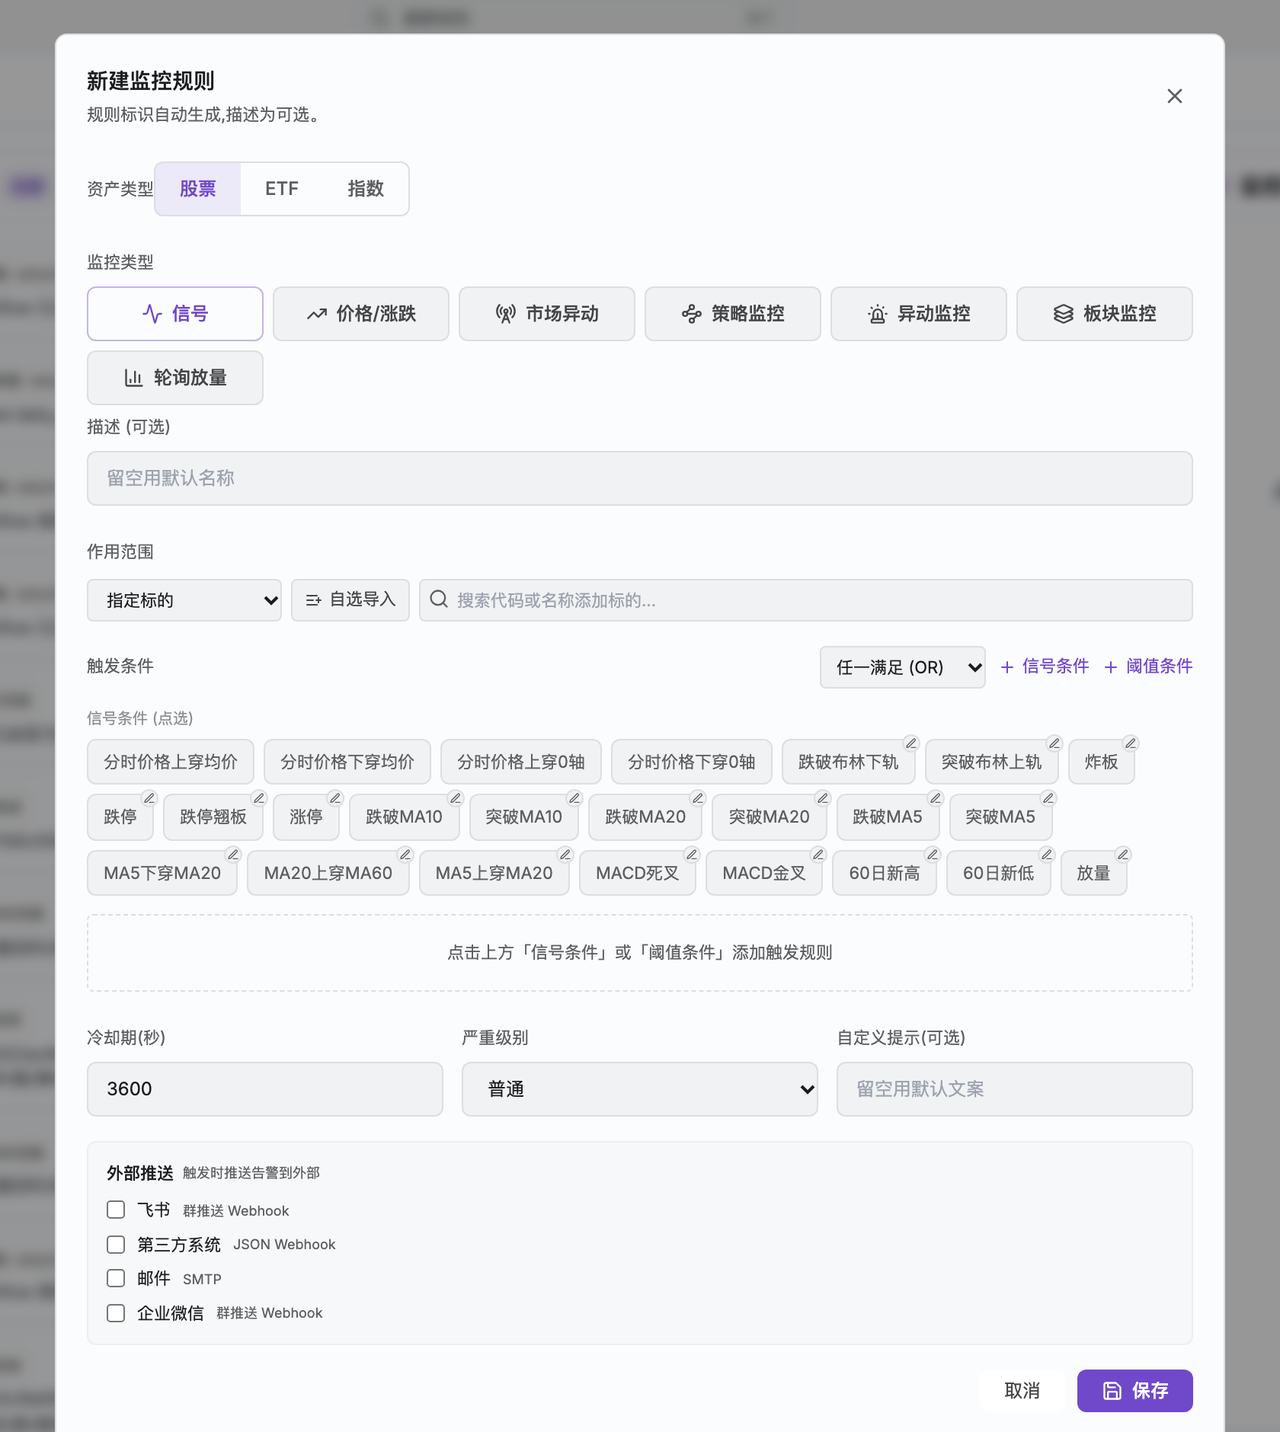 新建监控规则
规则标识自动生成,描述为可选。
资产类型 股票 ETF 指数
监控类型
信号 价格/涨跌 市场异动 策略监控 异动监控 板块监控
轮询放量
描述 (可选)
留空用默认名称
作用范围
指定标的 自选导入 搜索代码或名称添加标的...
触发条件 任一满足 (OR) + 信号条件 + 阈值条件
信号条件 (点选)
分时价格上穿均价 分时价格下穿均价 分时价格上穿0轴 分时价格下穿0轴 跌破布林下轨 突破布林上轨 炸板
跌停 跌停翘板 涨停 跌破MA10 突破MA10 跌破MA20 突破MA20 跌破MA5 突破MA5
MA5下穿MA20 MA20上穿MA60 MA5上穿MA20 MACD死叉 MACD金叉 60日新高 60日新低 放量
点击上方「信号条件」或「阈值条件」添加触发规则
冷却期(秒) 严重级别 自定义提示(可选)
3600 普通 留空用默认文案
外部推送 触发时推送告警到外部
飞书 群推送 Webhook
第三方系统 JSON Webhook
邮件 SMTP
企业微信 群推送 Webhook
取消 保存